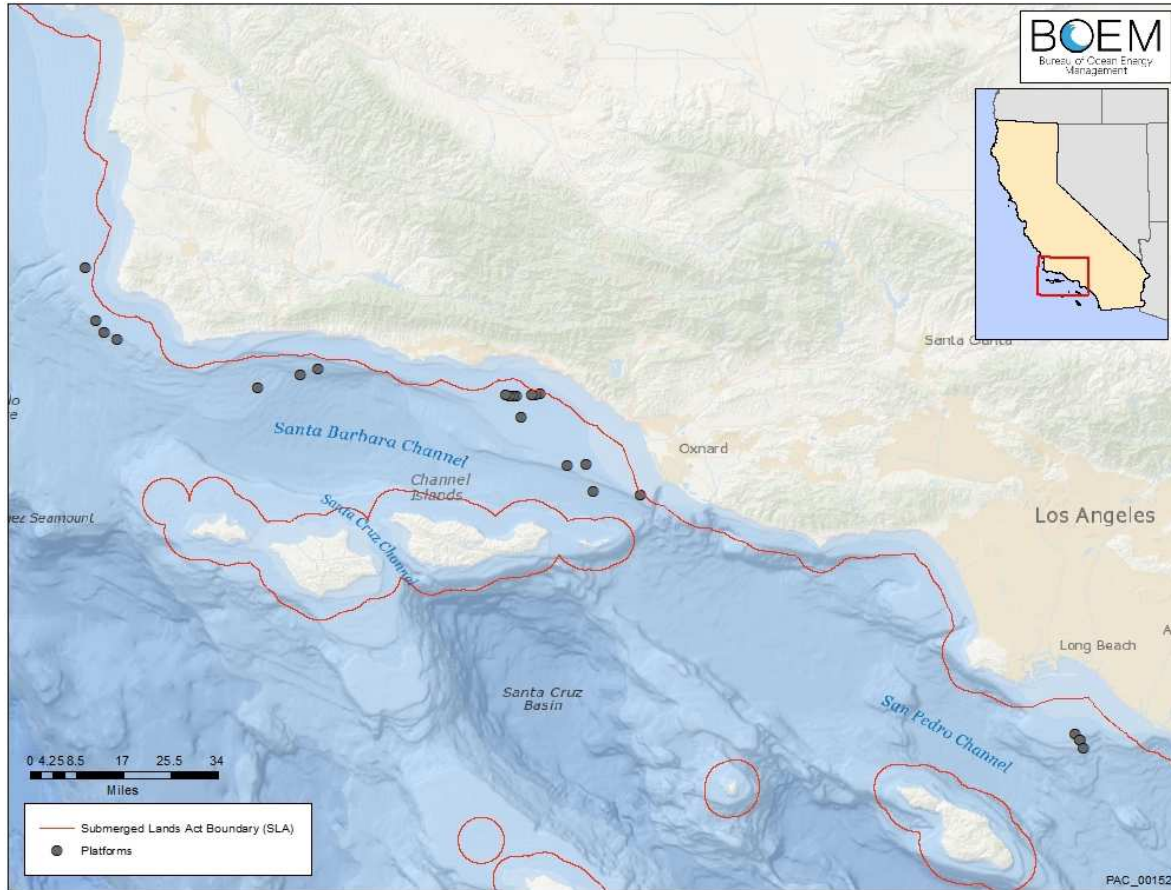 BOEM
Bureau of Ocean Energy
Management
Santa
Oxnard
Santa Barbara Channel
Channel
Islands
Santa Cruz Channel
Seamount
Los Angeles
Long Beach
Santa Cruz
Basin
San Pedro Channel
0 4.25 8.5 17 25.5 34
Miles
Submerged Lands Act Boundary (SLA)
Platforms
PAC_00152